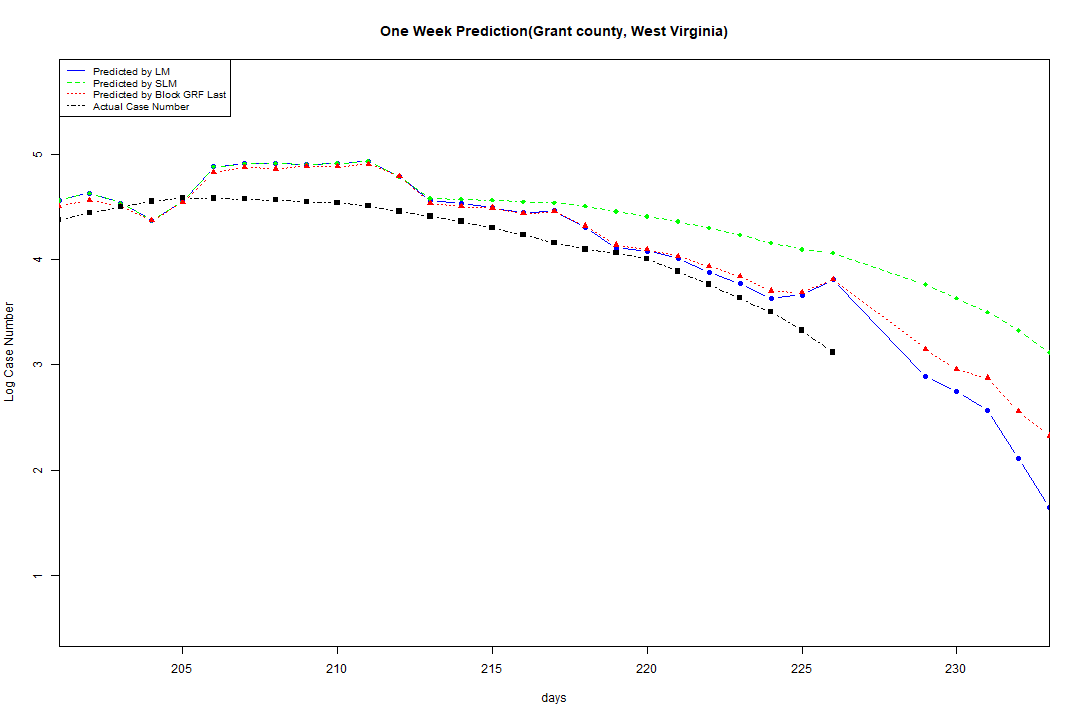 One Week Prediction(Grant county, West Virginia)
Predicted by LM
Predicted by SLM
Predicted by Block GRF Last
Actual Case Number
5
4
3
2
1
Log Case Number
205 210 215 220 225 230
days